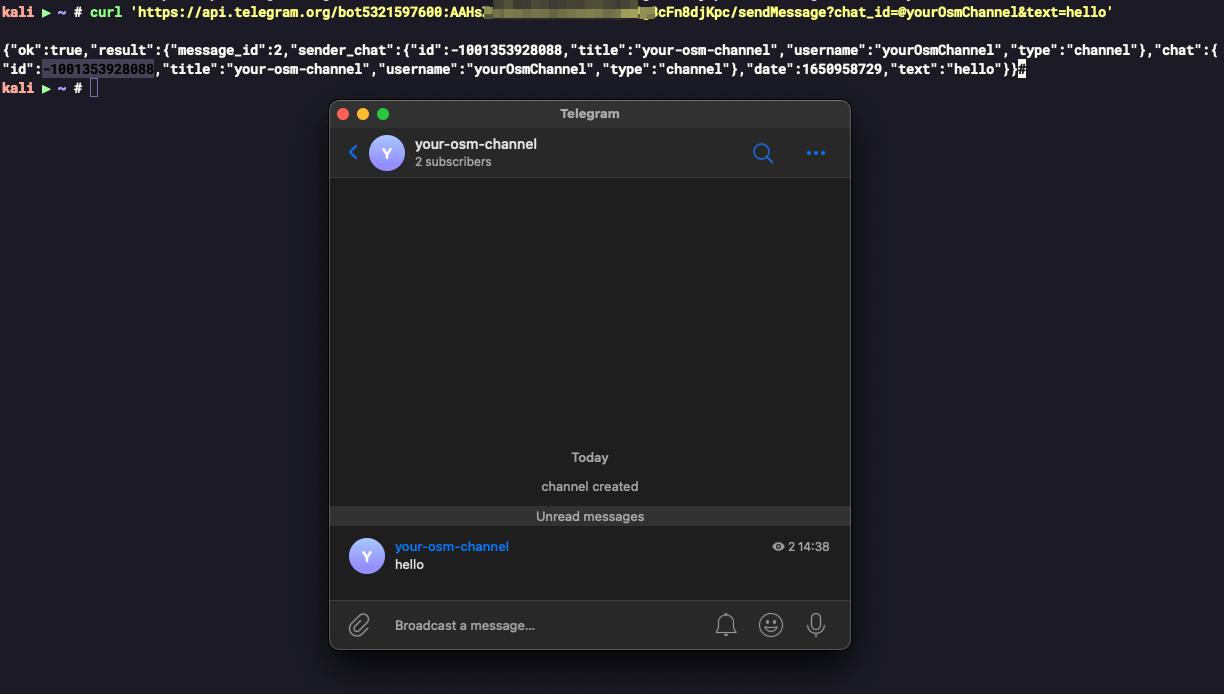 kali ▶ ~ # curl 'https://api.telegram.org/bot5321597600:AAHs cFn8djKpc/sendMessage?chat_id=@yourOsmChannel&text=hello'
{"ok":true,"result":{"message_id":2,"sender_chat":{"id":-1001353928088,"title":"your-osm-channel","username":"yourOsmChannel","type":"channel"},"chat":{
"id":-1001353928088,"title":"your-osm-channel","username":"yourOsmChannel","type":"channel"},"date":1650958729,"text":"hello"}}#
kali ▶ ~ #
Telegram
Y
your-osm-channel
2 subscribers
Today
channel created
Unread messages
Y
your-osm-channel
2 14:38
hello
Broadcast a message...